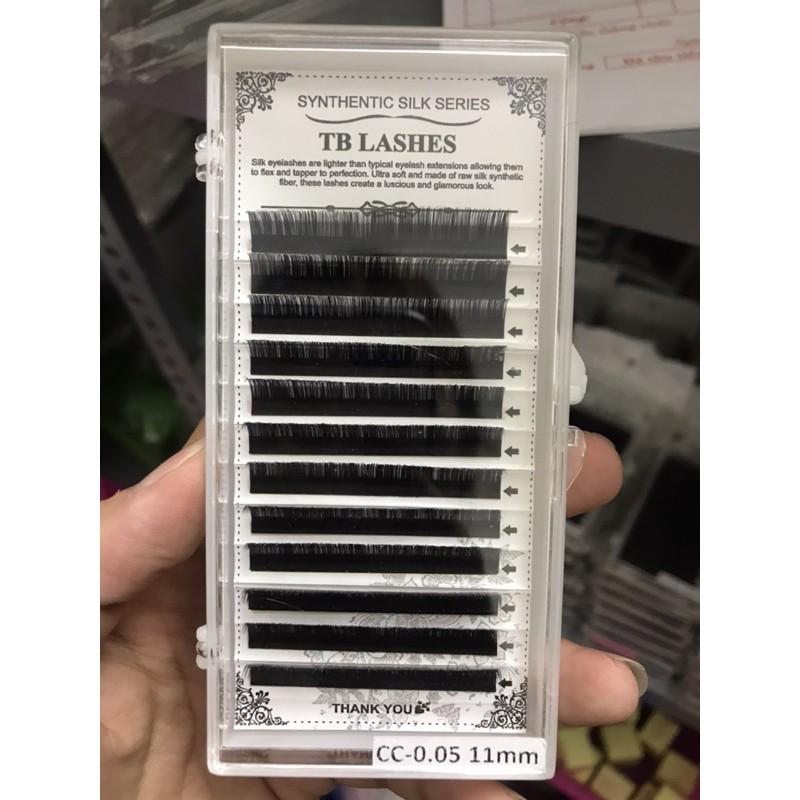 SYNTHENTIC SILK SERIES
TB LASHES
Silk eyelashes are lighter than typical eyelash extensions allowing them
to flex and tapper to perfection. Ultra soft and made of raw silk synthetic
fiber, these lashes create a luscious and glamorous look.
THANK YOU
CC-0.05 11mm